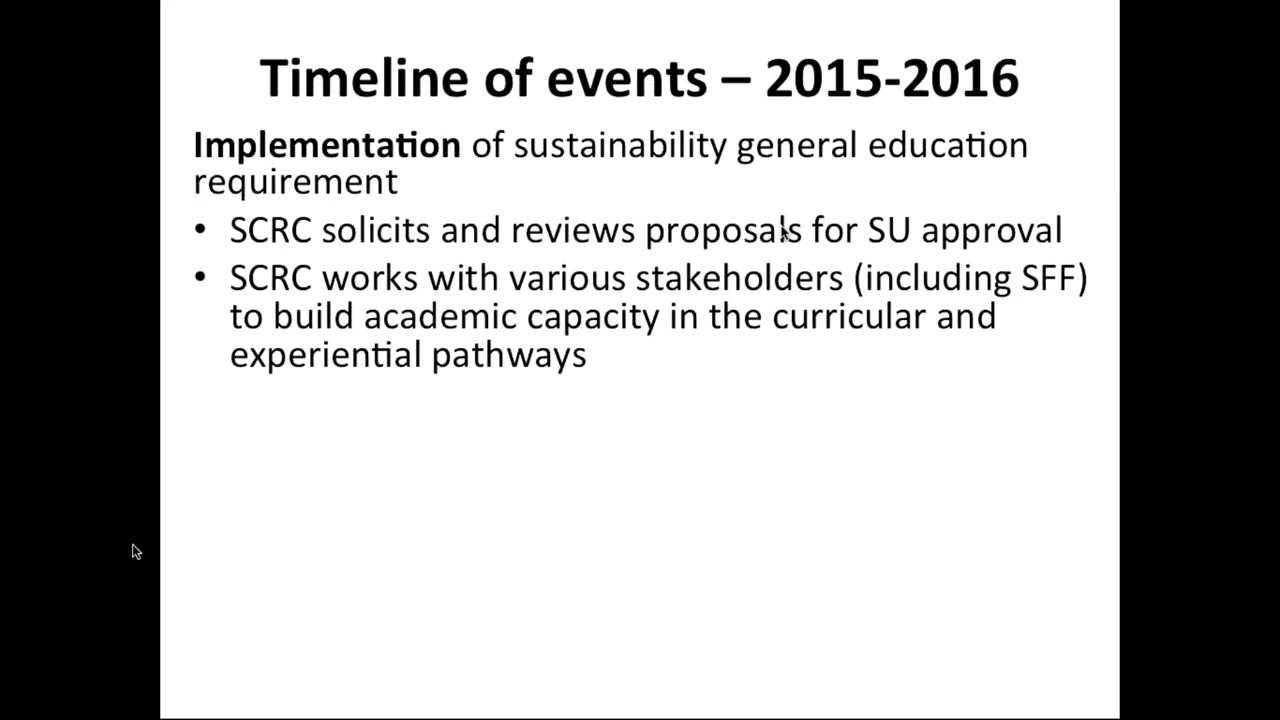 Timeline of events – 2015-2016
Implementation of sustainability general education
requirement
• SCRC solicits and reviews proposals for SU approval
• SCRC works with various stakeholders (including SFF)
to build academic capacity in the curricular and
experiential pathways